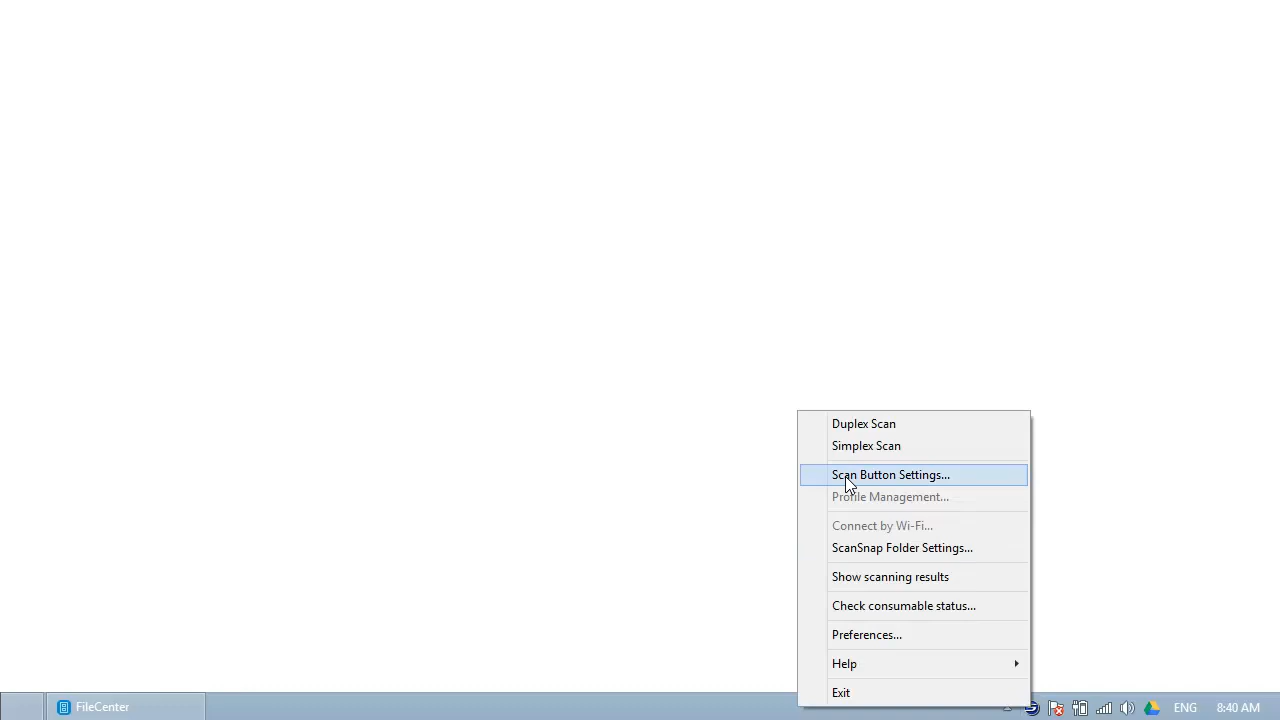 Duplex Scan
Simplex Scan
Scan Button Settings...
Profile Management...
Connect by Wi-Fi...
ScanSnap Folder Settings...
Show scanning results
Check consumable status...
Preferences...
Help
Exit
FileCenter
ENG
8:40 AM